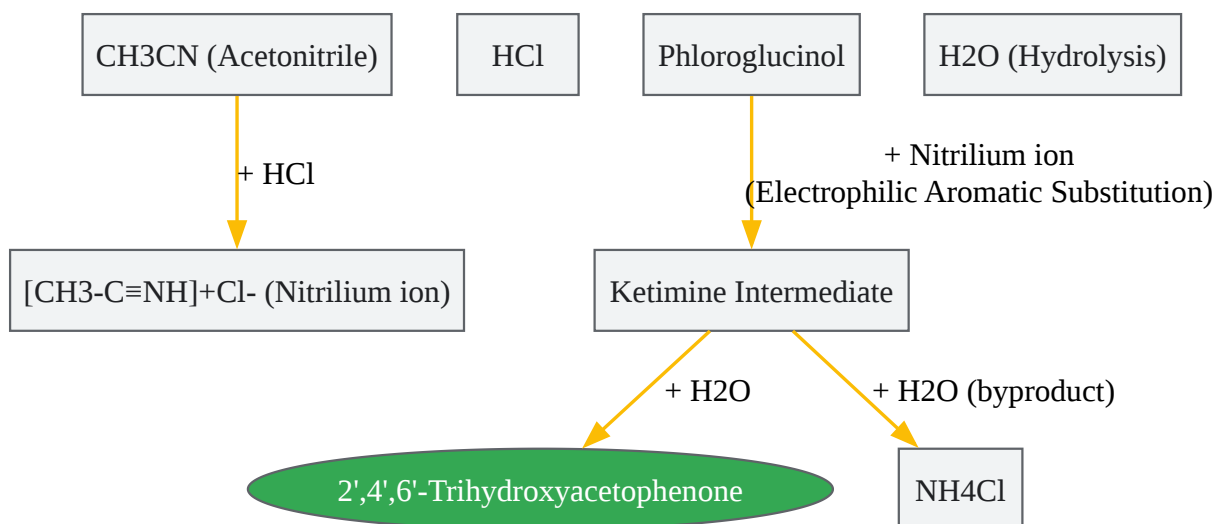 CH3CN (Acetonitrile)
HCl
Phloroglucinol
H2O (Hydrolysis)
+ HCl
+ Nitrilium ion
(Electrophilic Aromatic Substitution)
[CH3-C≡NH]+Cl- (Nitrilium ion)
Ketimine Intermediate
+ H2O
+ H2O (byproduct)
2',4',6'-Trihydroxyacetophenone
NH4Cl